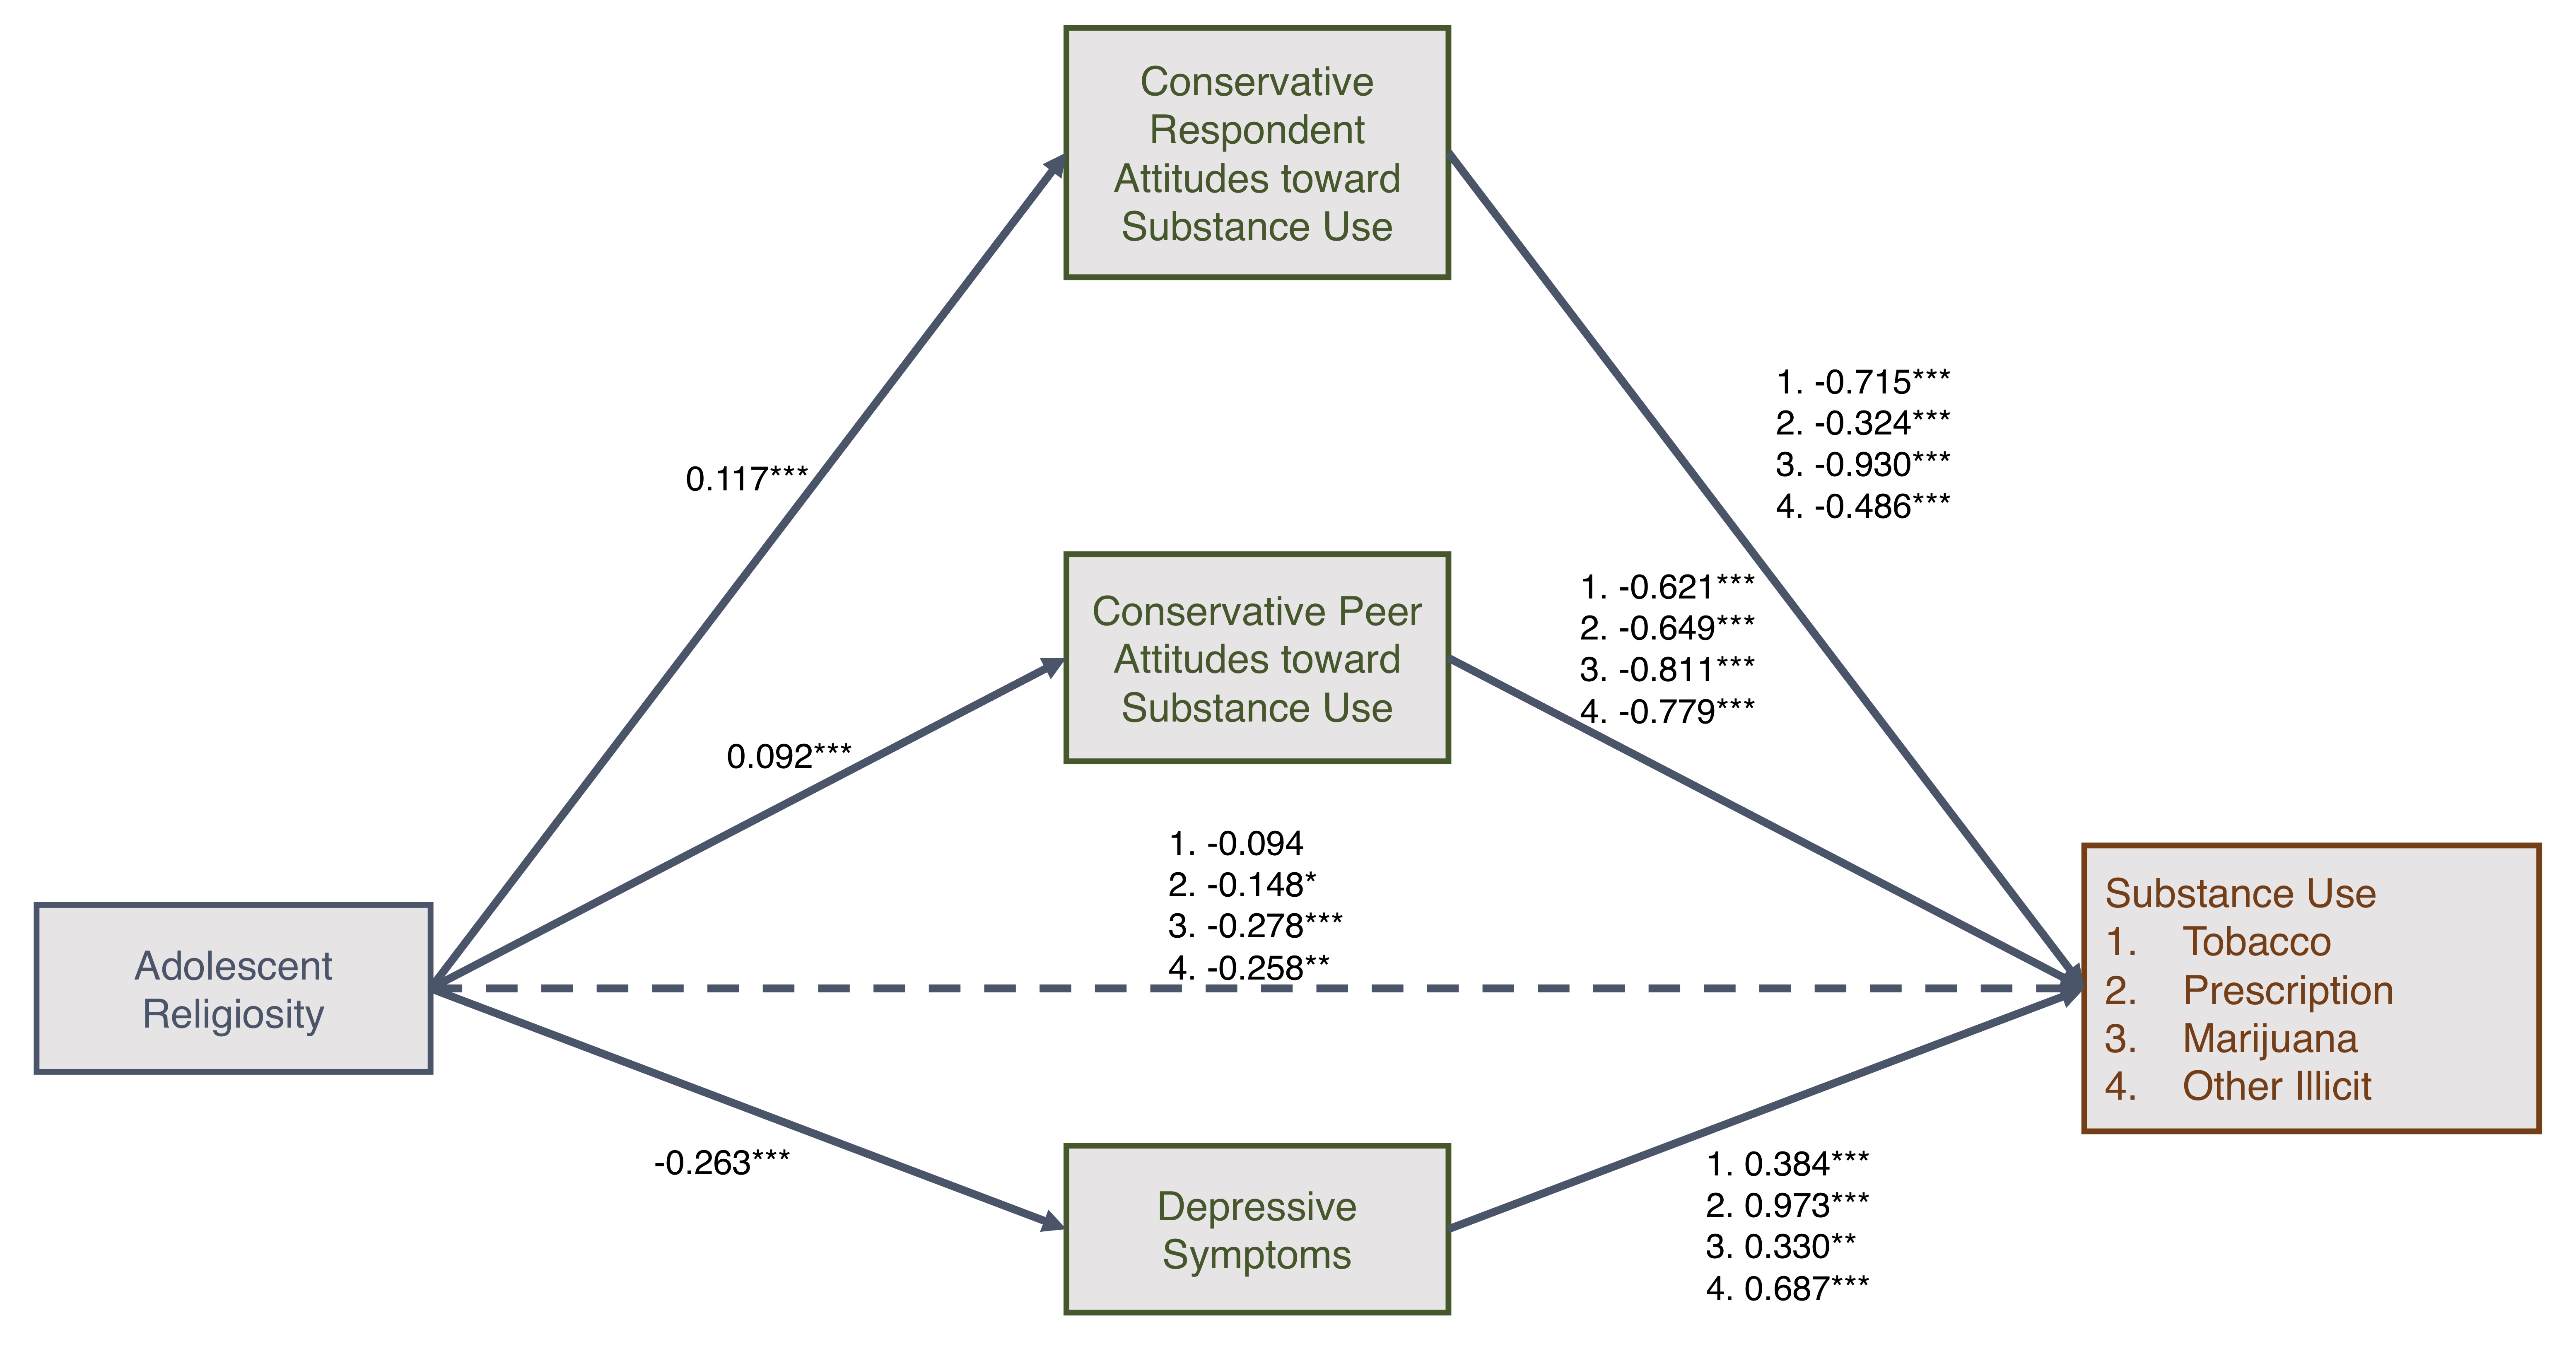 Conservative
Respondent
Attitudes toward
Substance Use
1. -0.715***
2. -0.324***
3. -0.930***
4. -0.486***
0.117***
Conservative Peer
Attitudes toward
Substance Use
1. -0.621***
2. -0.649***
3. -0.811***
4. -0.779***
0.092***
1. -0.094
2. -0.148*
3. -0.278***
4. -0.258**
Adolescent
Religiosity
Substance Use
1. Tobacco
2. Prescription
3. Marijuana
4. Other Illicit
-0.263***
Depressive
Symptoms
1. 0.384***
2. 0.973***
3. 0.330**
4. 0.687***